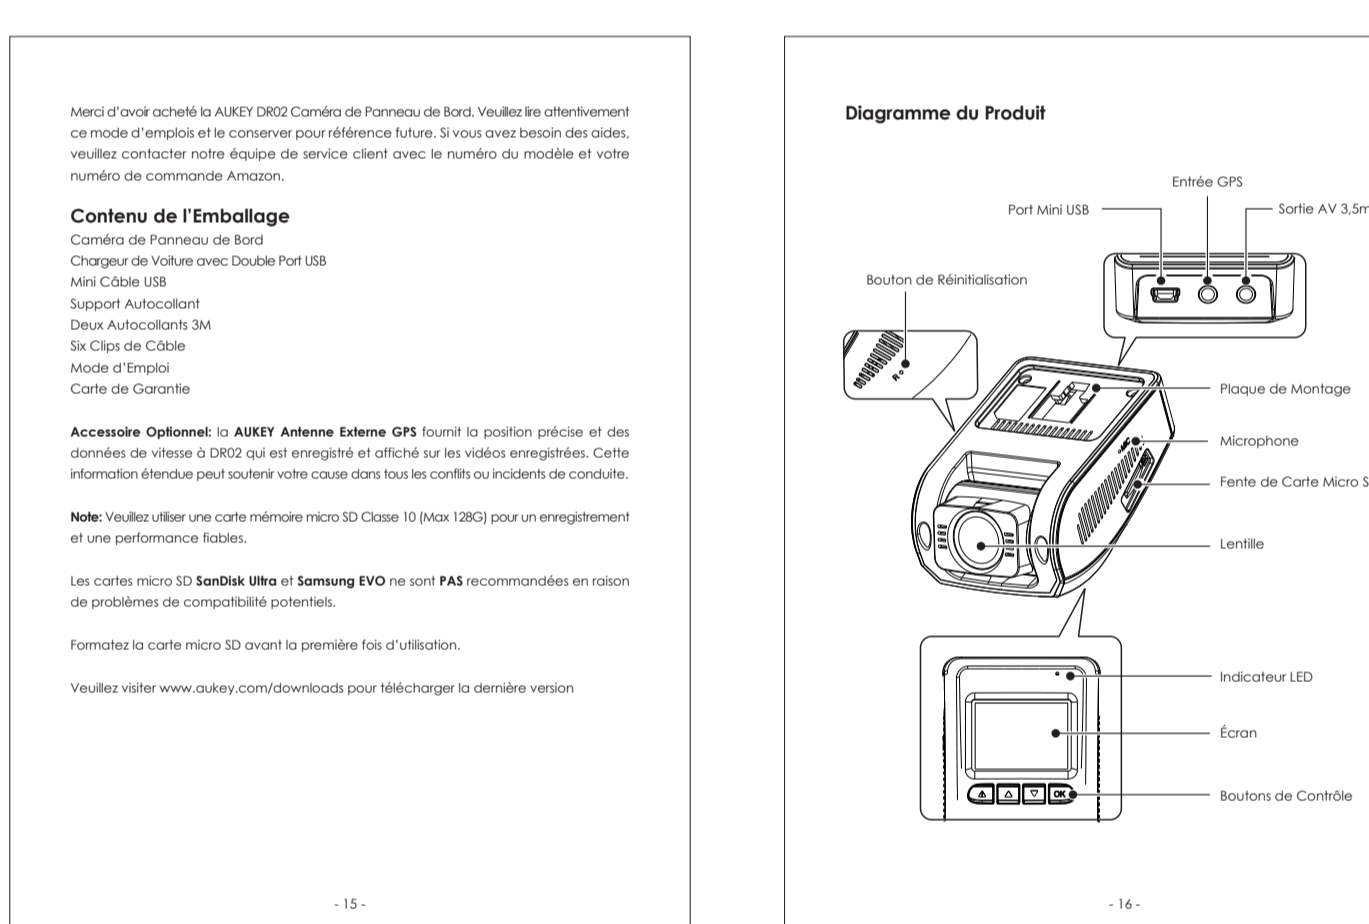 Merci d'avoir acheté la AUKEY DR02 Caméra de Panneau de Bord. Veuillez lire attentivement
ce mode d'emplois et le conserver pour référence future. Si vous avez besoin des aides,
veuillez contacter notre équipe de service client avec le numéro du modèle et votre
numéro de commande Amazon.
Contenu de l'Emballage
Caméra de Panneau de Bord
Chargeur de Voiture avec Double Port USB
Mini Câble USB
Support Autocollant
Deux Autocollants 3M
Six Clips de Câble
Mode d'Emploi
Carte de Garantie
Accessoire Optionnel: la AUKEY Antenne Externe GPS fournit la position précise et des
données de vitesse à DR02 qui est enregistré et affiché sur les vidéos enregistrées. Cette
information étendue peut soutenir votre cause dans tous les conflits ou incidents de conduite.
Note: Veuillez utiliser une carte mémoire micro SD Classe 10 (Max 128G) pour un enregistrement
et une performance fiables.
Les cartes micro SD SanDisk Ultra et Samsung EVO ne sont PAS recommandées en raison
de problèmes de compatibilité potentiels.
Formatez la carte micro SD avant la première fois d'utilisation.
Veuillez visiter www.aukey.com/downloads pour télécharger la dernière version
- 15 -
Diagramme du Produit
Entrée GPS
Port Mini USB
Sortie AV 3,5m
Bouton de Réinitialisation
R
Plaque de Montage
MIC
Microphone
Fente de Carte Micro S
Lentille
Indicateur LED
Écran
OK
Boutons de Contrôle
- 16 -